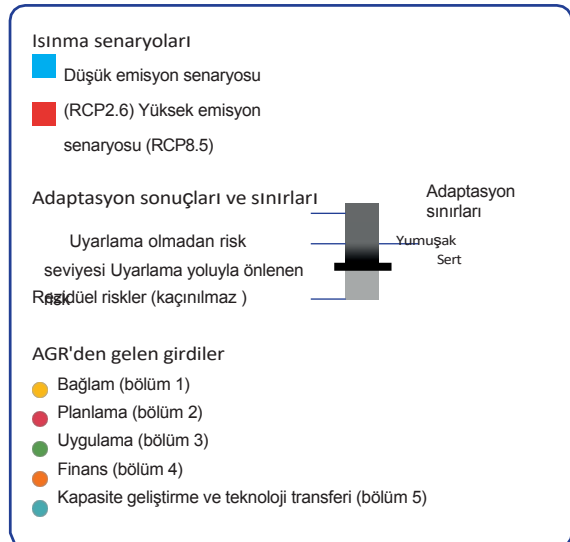 Isınma senaryoları
Düşük emisyon senaryosu
(RCP2.6) Yüksek emisyon
senaryosu (RCP8.5)
Adaptasyon sonuçları ve sınırları
Adaptasyon
sınırları
Uyarlama olmadan risk
Yumuşak
Sert
seviyesi Uyarlama yoluyla önlenen
risk
Rezidüel riskler (kaçınılmaz )
AGR'den gelen girdiler
Bağlam (bölüm 1)
Planlama (bölüm 2)
Uygulama (bölüm 3)
Finans (bölüm 4)
Kapasite geliştirme ve teknoloji transferi (bölüm 5)